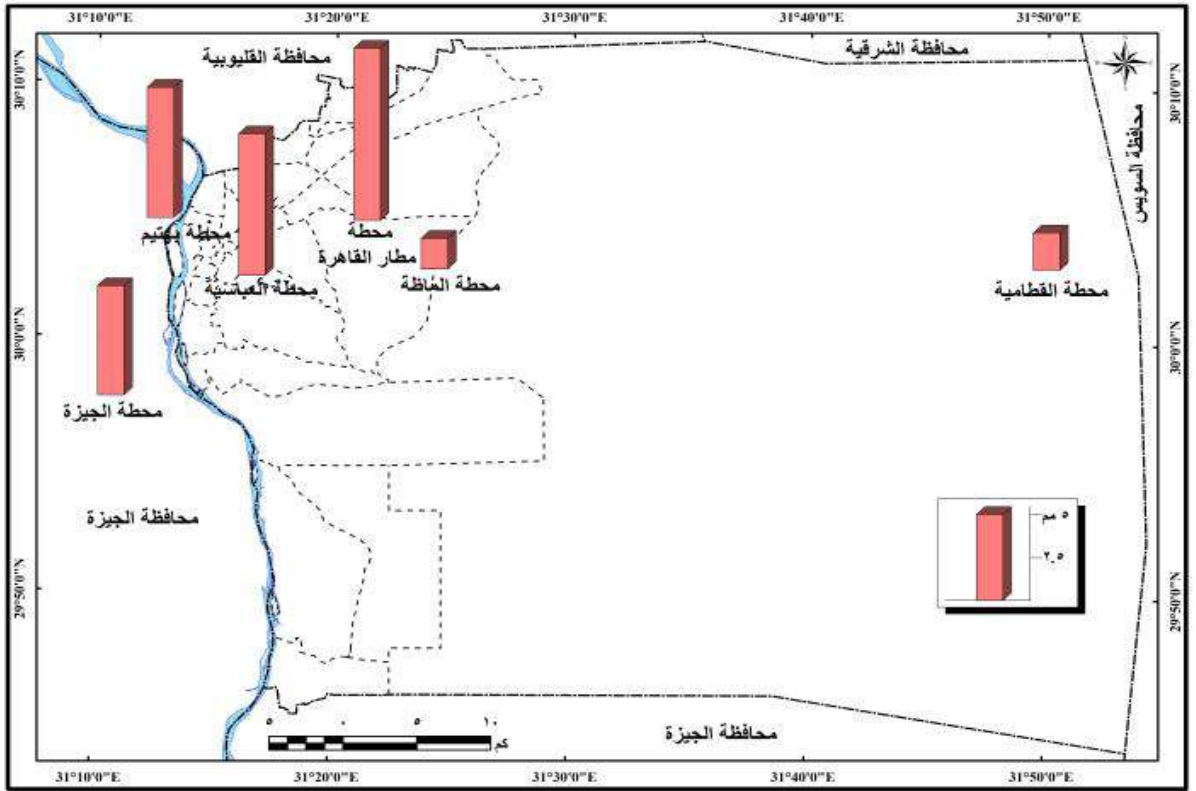 31°10'0"E
31°20'0"E
31°30'0"E
31°40'0"E
31°50'0"E
محافظة الشرقية
محافظة القليوبية
30°10'0"N
30°10'0"N
محافظة السويس
محطة بهتيم
محطة
مطار القاهرة
محطة العباسية
محطة الماظة
محطة القطامية
30°0'0"N
30°0'0"N
محطة الجيزة
محافظة الجيزة
٥ مم
٢.٥
29°50'0"N
29°50'0"N
٥ ٠ ٥ ١٠
كم
محافظة الجيزة
31°10'0"E
31°20'0"E
31°30'0"E
31°40'0"E
31°50'0"E